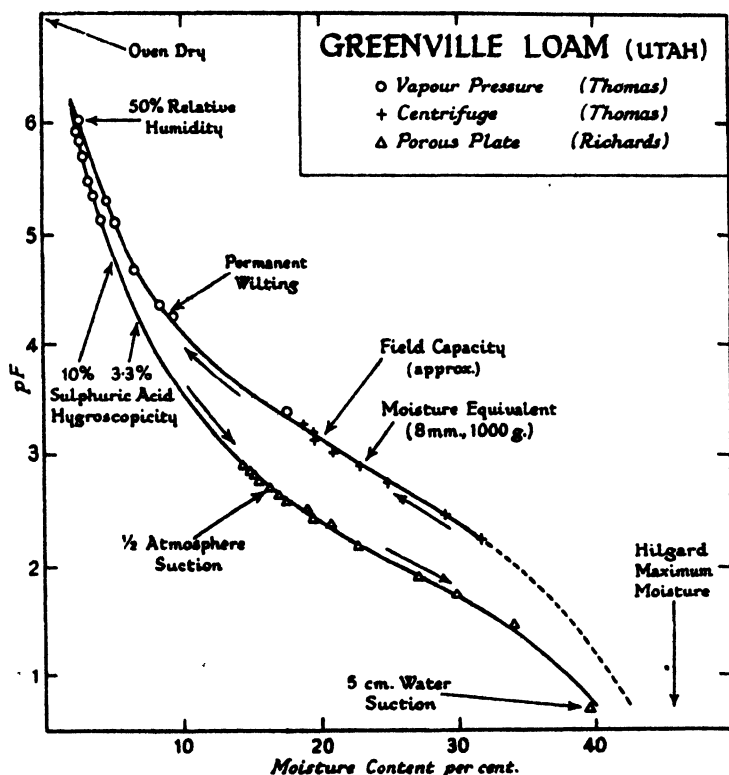 GREENVILLE LOAM (UTAH)
o Vapour Pressure (Thomas)
+ Centrifuge (Thomas)
Δ Porous Plate (Richards)
Oven Dry
50% Relative
Humidity
Permanent
Wilting
Field Capacity
(approx.)
Moisture Equivalent
(8mm., 1000 g.)
10% 3·3%
Sulphuric Acid
Hygroscopicity
½ Atmosphere
Suction
Hilgard
Maximum
Moisture
5 cm. Water
Suction
pF
6
5
4
3
2
1
10 20 30 40
Moisture Content per cent.